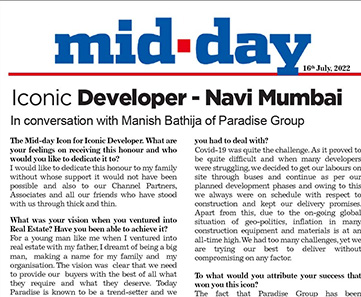 mid-day
16th July, 2022
Iconic Developer - Navi Mumbai
In conversation with Manish Bathija of Paradise Group
The Mid-day Icon for Iconic Developer. What are
your feelings on receiving this honour and who
would you like to dedicate it to?
I would like to dedicate this honour to my family
without whose support it would not have been
possible and also to our Channel Partners,
Associates and all our friends who have stood
with us through thick and thin.
What was your vision when you ventured into
Real Estate? Have you been able to achieve it?
For a young man like me when I ventured into
real estate with my father, I dreamt of being a big
man, making a name for my family and my
organisation. The vision was clear that we need
to provide our buyers with the best of all what
they require and what they deserve. Today
Paradise is known to be a trend-setter and we
you had to deal with?
Covid-19 was quite the challenge. As it proved to
be quite difficult and when many developers
were struggling, we decided to get our labours on
site through buses and continue as per our
planned development phases and owing to this
we always were on schedule with respect to
construction and kept our delivery promises.
Apart from this, due to the on-going global
situation of geo-politics, inflation in many
construction equipment and materials is at an
all-time high. We had too many challenges, yet we
are trying our best to deliver without
compromising on any factor.
To what would you attribute your success that
won you this icon?
The fact that Paradise Group has been